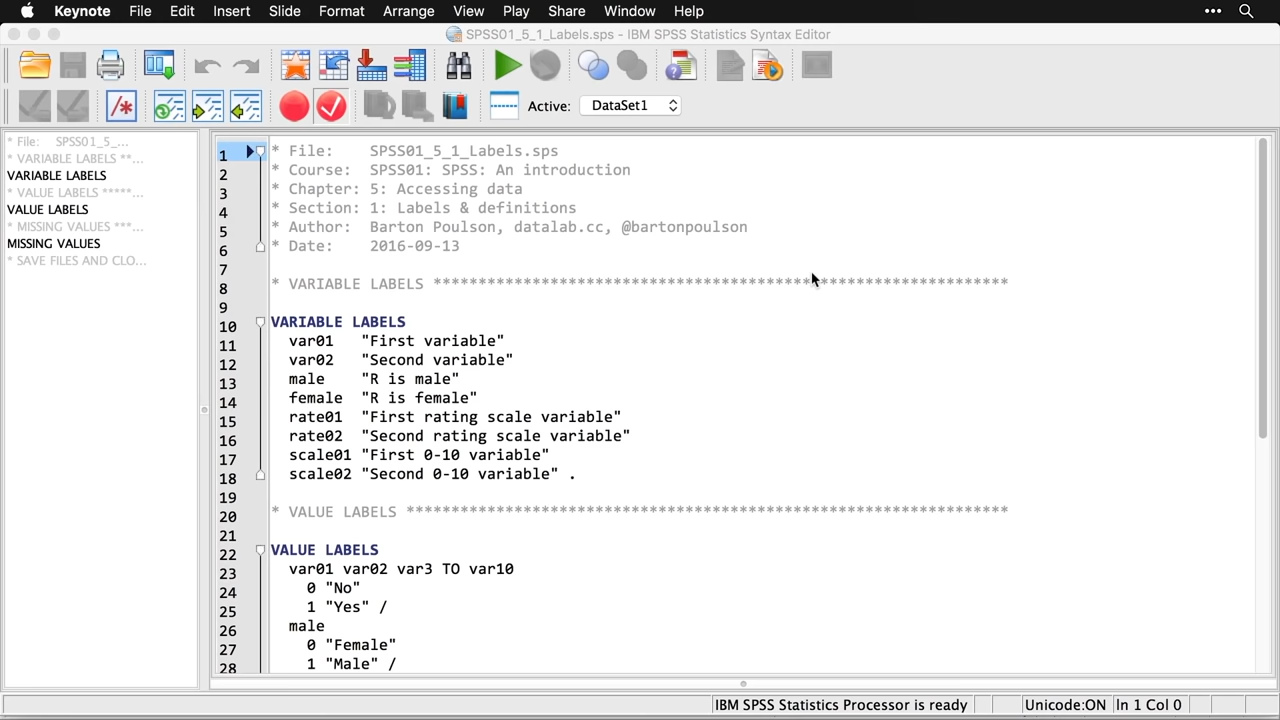 Keynote File Edit Insert Slide Format Arrange View Play Share Window Help
SPSS01_5_1_Labels.sps - IBM SPSS Statistics Syntax Editor
Active: DataSet1
* File: SPSS01_5_...
* VARIABLE LABELS **...
VARIABLE LABELS
* VALUE LABELS *****...
VALUE LABELS
* MISSING VALUES ***...
MISSING VALUES
* SAVE FILES AND CLO...
1 * File: SPSS01_5_1_Labels.sps
2 * Course: SPSS01: SPSS: An introduction
3 * Chapter: 5: Accessing data
4 * Section: 1: Labels & definitions
5 * Author: Barton Poulson, datalab.cc, @bartonpoulson
6 * Date: 2016-09-13
7
8 * VARIABLE LABELS ****************************************************************
9
10 VARIABLE LABELS
11 var01 "First variable"
12 var02 "Second variable"
13 male "R is male"
14 female "R is female"
15 rate01 "First rating scale variable"
16 rate02 "Second rating scale variable"
17 scale01 "First 0-10 variable"
18 scale02 "Second 0-10 variable" .
19
20 * VALUE LABELS *******************************************************************
21
22 VALUE LABELS
23 var01 var02 var3 TO var10
24 0 "No"
25 1 "Yes" /
26 male
27 0 "Female"
28 1 "Male" /
IBM SPSS Statistics Processor is ready Unicode:ON In 1 Col 0